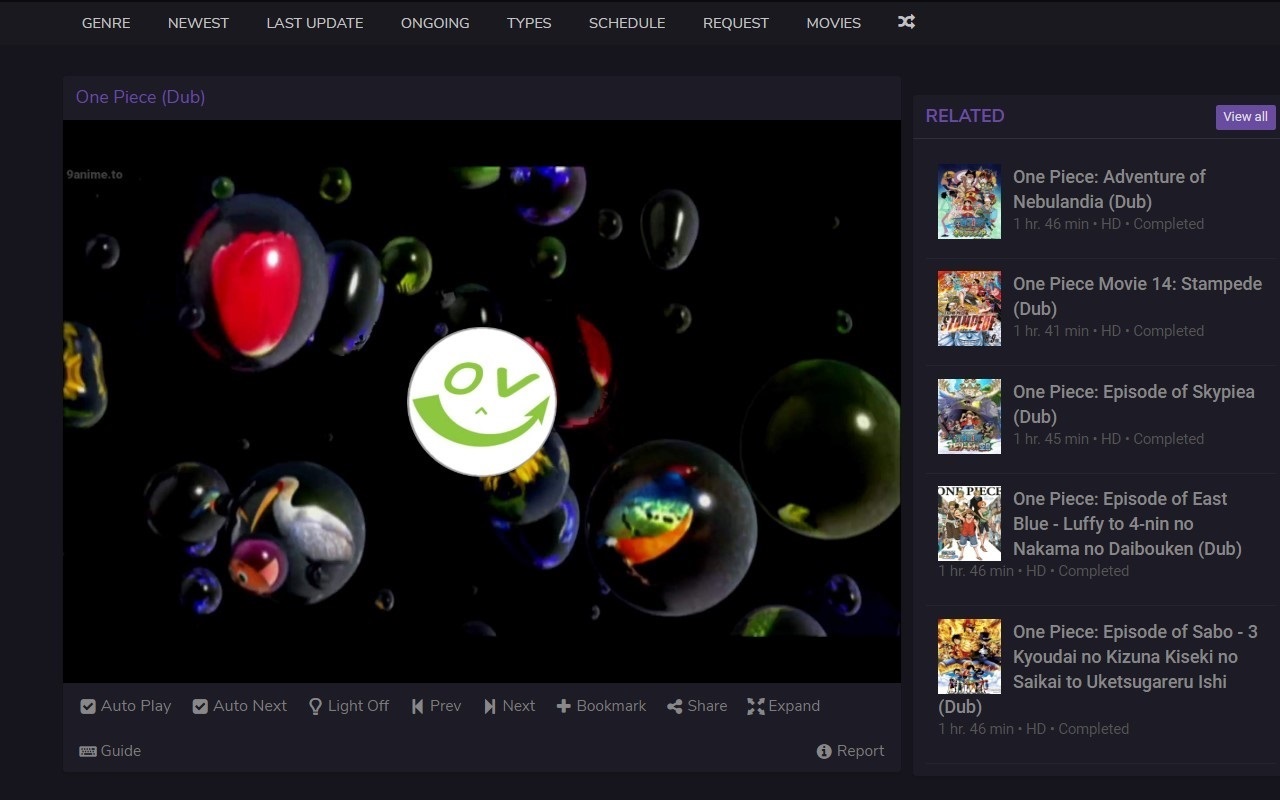 GENRE NEWEST LAST UPDATE ONGOING TYPES SCHEDULE REQUEST MOVIES
One Piece (Dub)
9anime.to
OV
Auto Play Auto Next Light Off Prev Next Bookmark Share Expand
Guide Report
RELATED View all
One Piece: Adventure of
Nebulandia (Dub)
1 hr. 46 min • HD • Completed
One Piece Movie 14: Stampede
(Dub)
1 hr. 41 min • HD • Completed
STAMPEDE
One Piece: Episode of Skypiea
(Dub)
1 hr. 45 min • HD • Completed
ONE PIECE
One Piece: Episode of East
Blue - Luffy to 4-nin no
Nakama no Daibouken (Dub)
1 hr. 46 min • HD • Completed
One Piece: Episode of Sabo - 3
Kyoudai no Kizuna Kiseki no
Saikai to Uketsugareru Ishi
(Dub)
1 hr. 46 min • HD • Completed